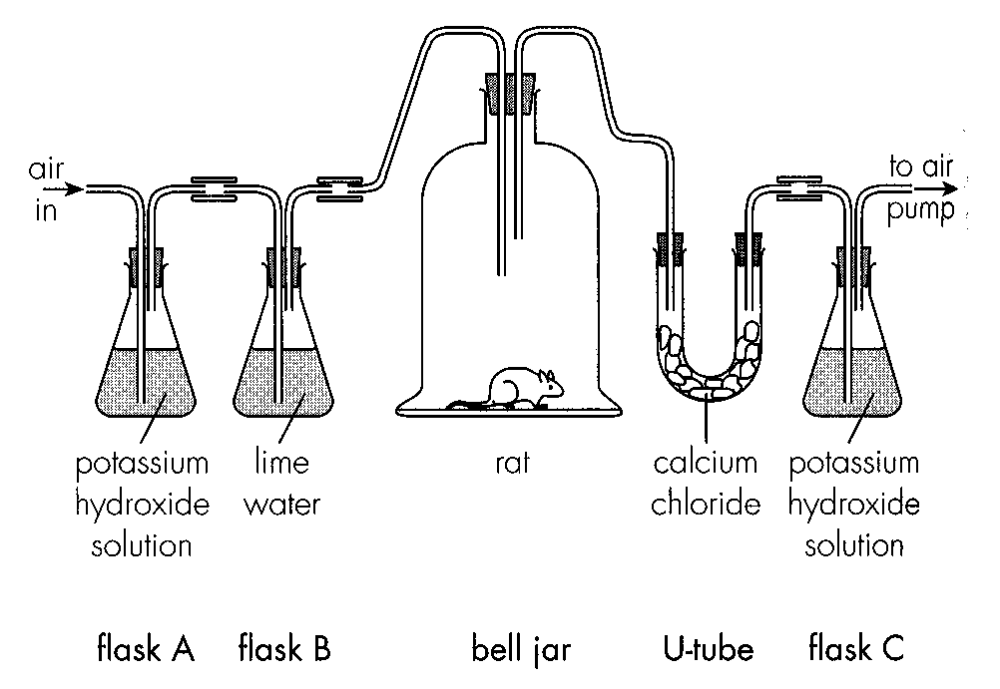 air
in
to air
pump
potassium
hydroxide
solution
lime
water
rat
calcium
chloride
potassium
hydroxide
solution
flask A
flask B
bell jar
U-tube
flask C